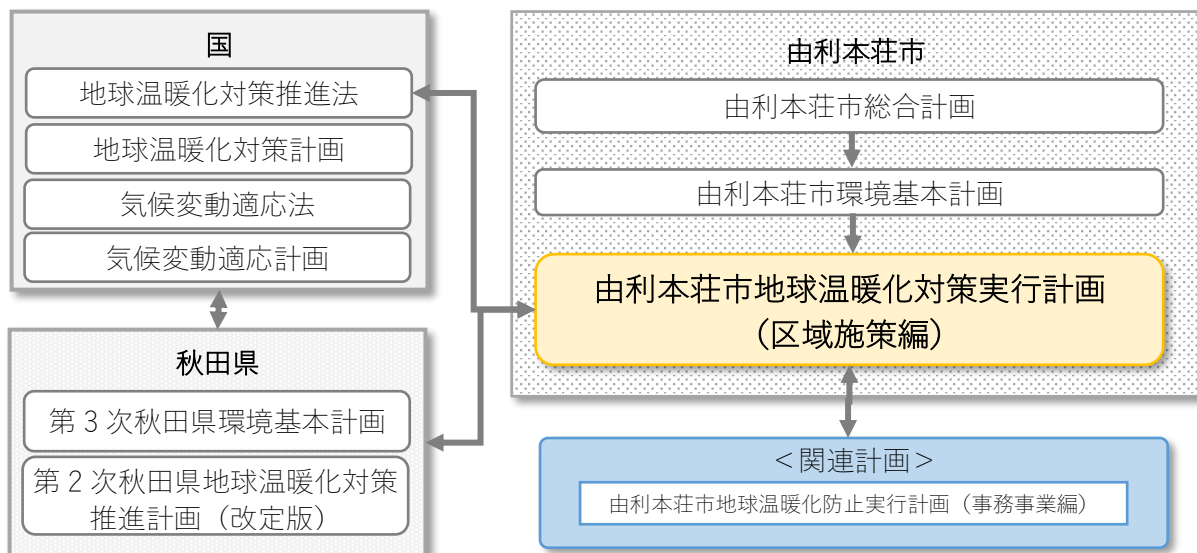 国
地球温暖化対策推進法
地球温暖化対策計画
気候変動適応法
気候変動適応計画
秋田県
第３次秋田県環境基本計画
第２次秋田県地球温暖化対策
推進計画（改定版）
由利本荘市
由利本荘市総合計画
由利本荘市環境基本計画
由利本荘市地球温暖化対策実行計画
（区域施策編）
＜関連計画＞
由利本荘市地球温暖化防止実行計画（事務事業編）